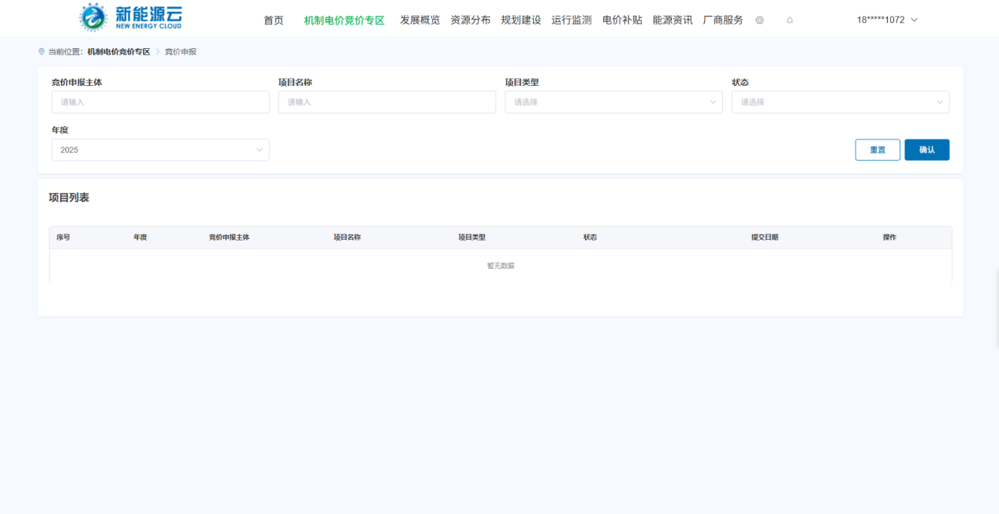 新能源云
NEW ENERGY CLOUD
首页 机制电价竞价专区 发展概览 资源分布 规划建设 运行监测 电价补贴 能源资讯 厂商服务 18*****1072
当前位置: 机制电价竞价专区 > 竞价申报
竞价申报主体 项目名称 项目类型 状态
请输入 请输入 请选择 请选择
年度
2025 重置 确认
项目列表
序号 年度 竞价申报主体 项目名称 项目类型 状态 提交日期 操作
暂无数据